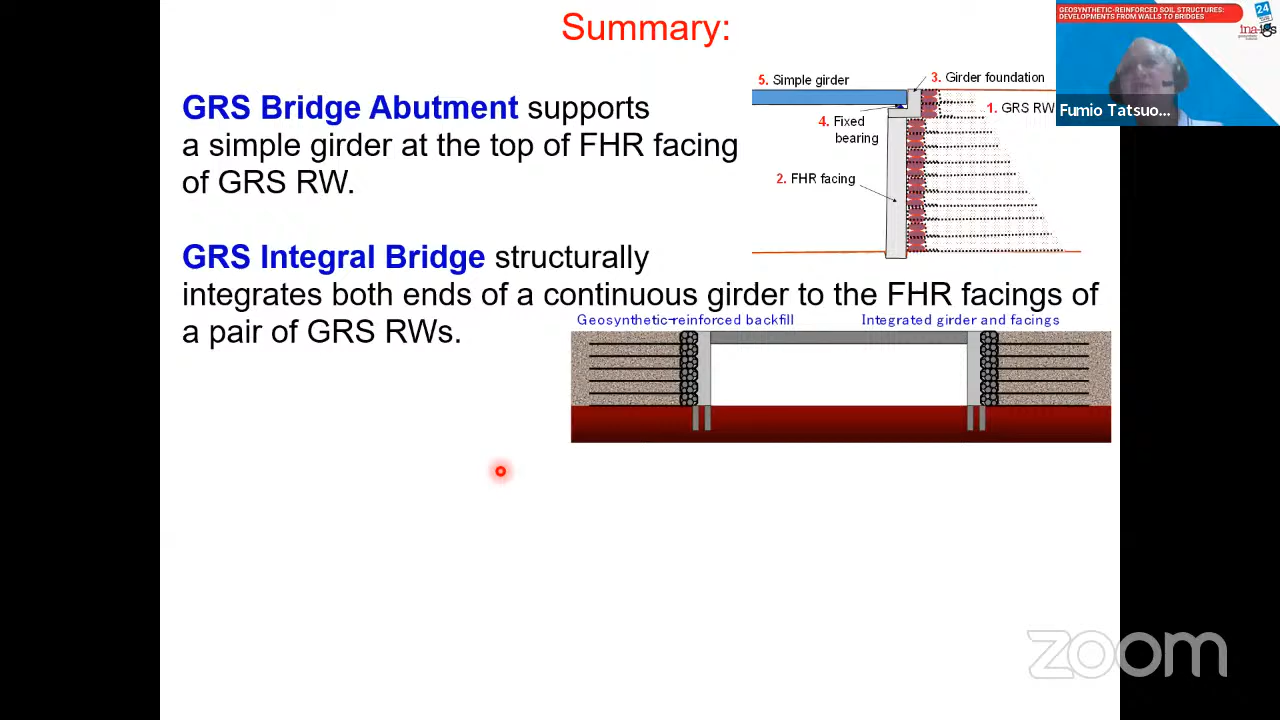 Summary:
GEOSYNTHETIC-REINFORCED SOIL STRUCTURES:
DEVELOPMENTS FROM WALLS TO BRIDGES
24
Fumio Tatsuo...
GRS Bridge Abutment supports
a simple girder at the top of FHR facing
of GRS RW.
5. Simple girder
3. Girder foundation
1. GRS RW
4. Fixed
bearing
2. FHR facing
GRS Integral Bridge structurally
integrates both ends of a continuous girder to the FHR facings of
a pair of GRS RWs.
Geosynthetic-reinforced backfill
Integrated girder and facings
zoom